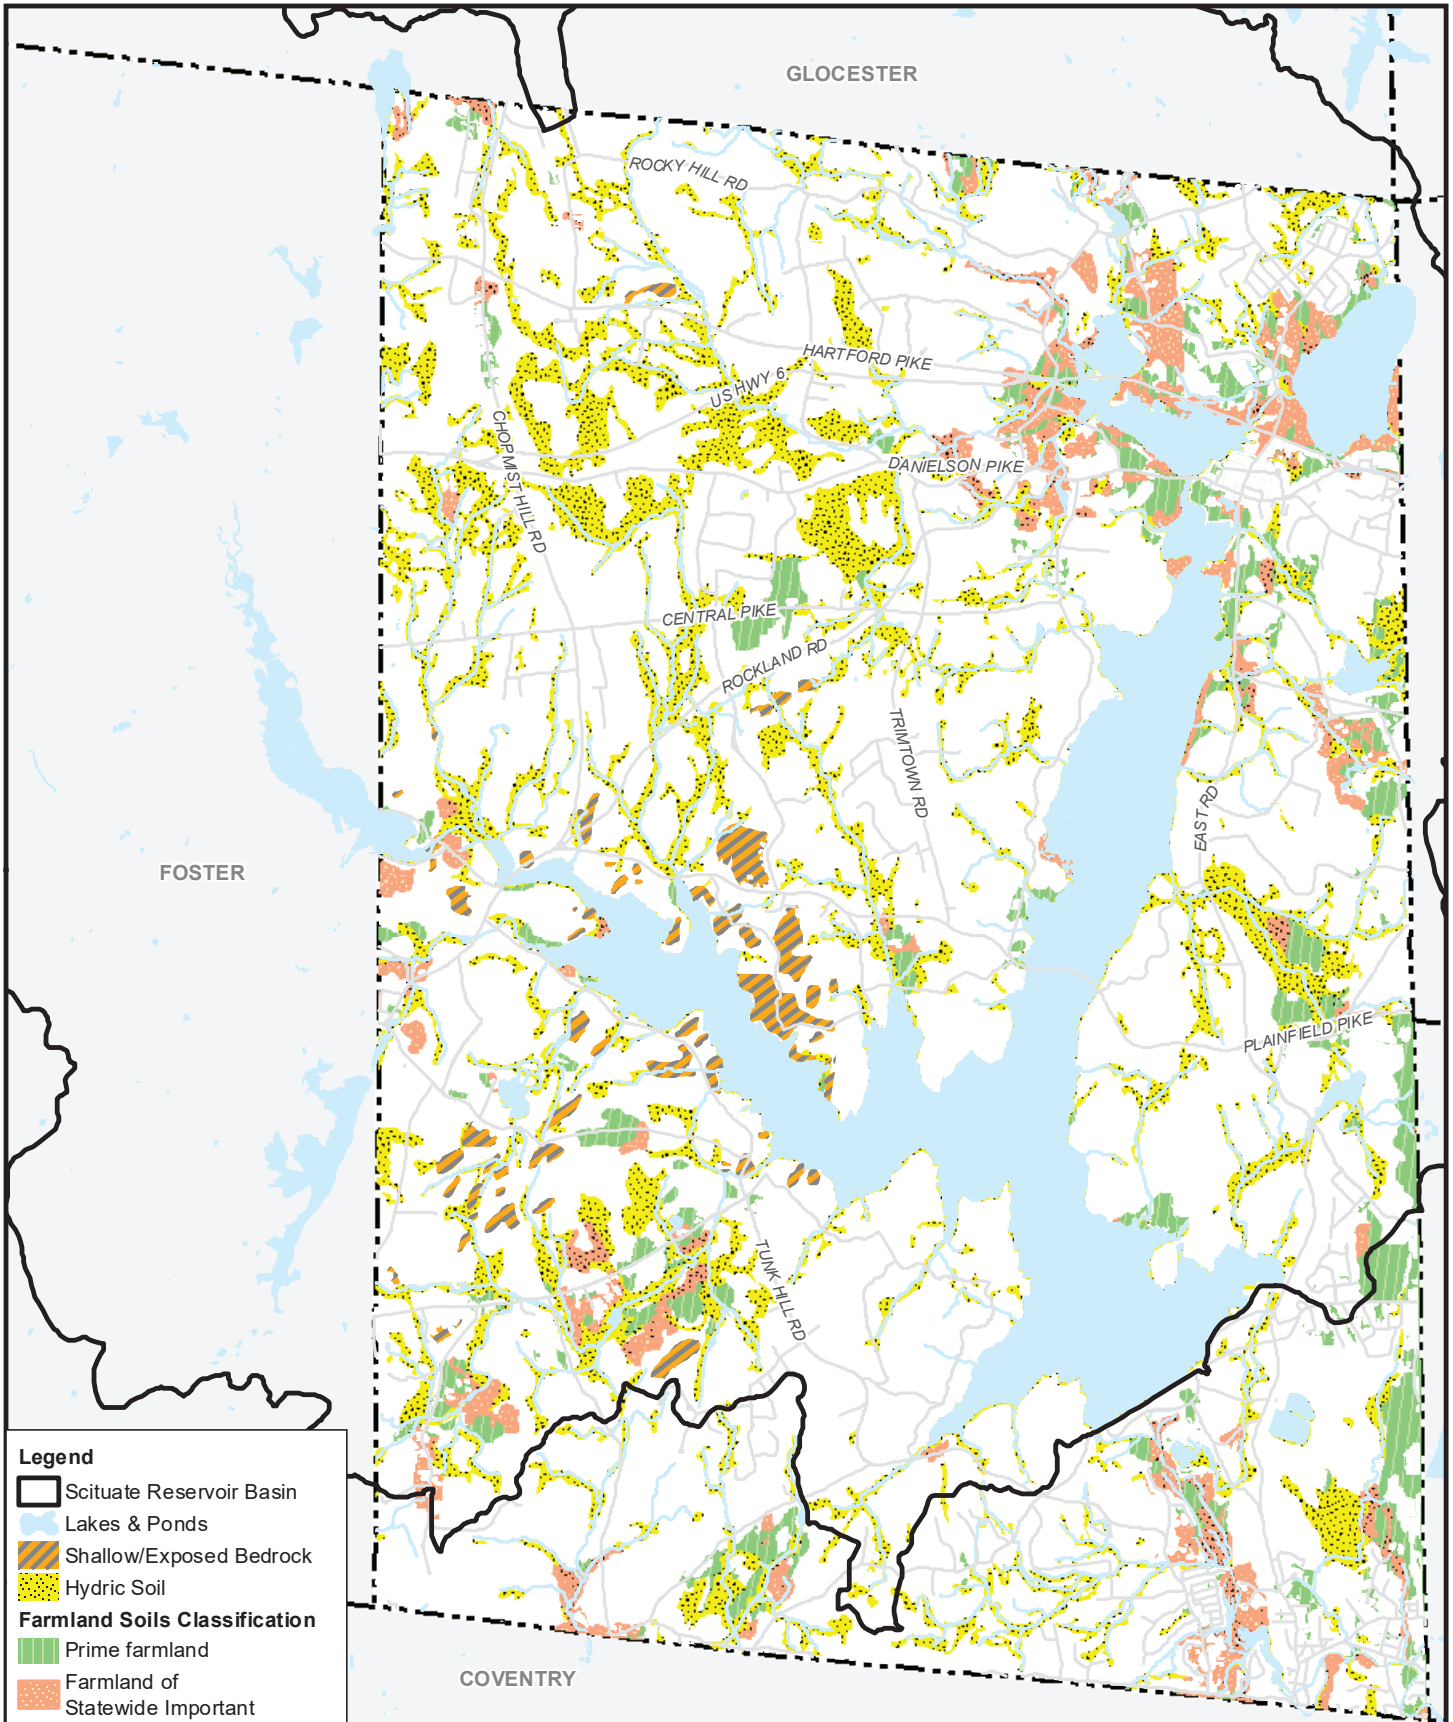 GLOCESTER
ROCKY HILL RD
HARTFORD PIKE
US HWY 6
CHOPMIST HILL RD
DANIELSON PIKE
CENTRAL PIKE
ROCKLAND RD
TRIMTOWN RD
EAST RD
FOSTER
PLAINFIELD PIKE
TUNK HILL RD
COVENTRY
Legend
Scituate Reservoir Basin
Lakes & Ponds
Shallow/Exposed Bedrock
Hydric Soil
Farmland Soils Classification
Prime farmland
Farmland of
Statewide Important